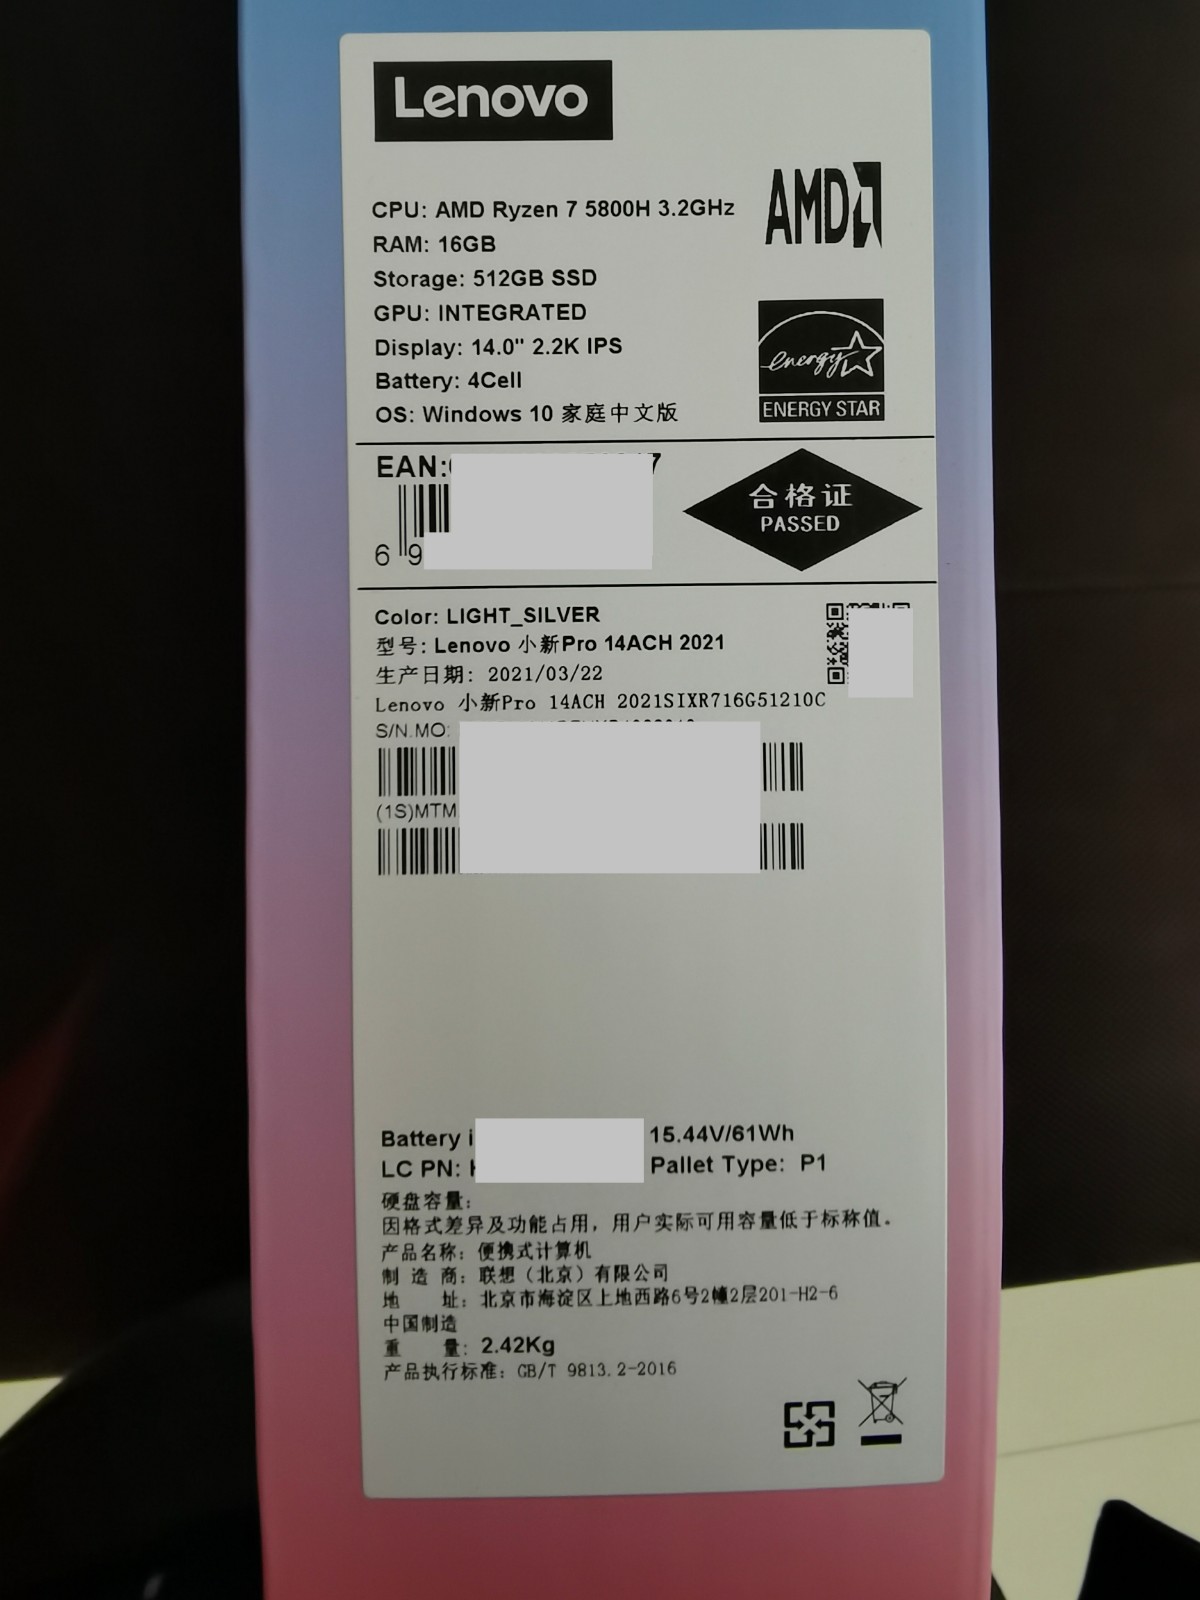 Lenovo
AMD
CPU: AMD Ryzen 7 5800H 3.2GHz
RAM: 16GB
Storage: 512GB SSD
GPU: INTEGRATED
Display: 14.0" 2.2K IPS
Battery: 4Cell
OS: Windows 10 家庭中文版
energy
ENERGY STAR
EAN:
6 9
合格证
PASSED
Color: LIGHT_SILVER
型号: Lenovo 小新Pro 14ACH 2021
生产日期: 2021/03/22
Lenovo 小新Pro 14ACH 2021SIXR716G51210C
S/N.MO:
(1S)MTM
Battery 15.44V/61Wh
LC PN: Pallet Type: P1
硬盘容量:
因格式差异及功能占用，用户实际可用容量低于标称值。
产品名称: 便携式计算机
制 造 商: 联想（北京）有限公司
地 址: 北京市海淀区上地西路6号2幢2层201-H2-6
中国制造
重 量: 2.42Kg
产品执行标准: GB/T 9813.2-2016